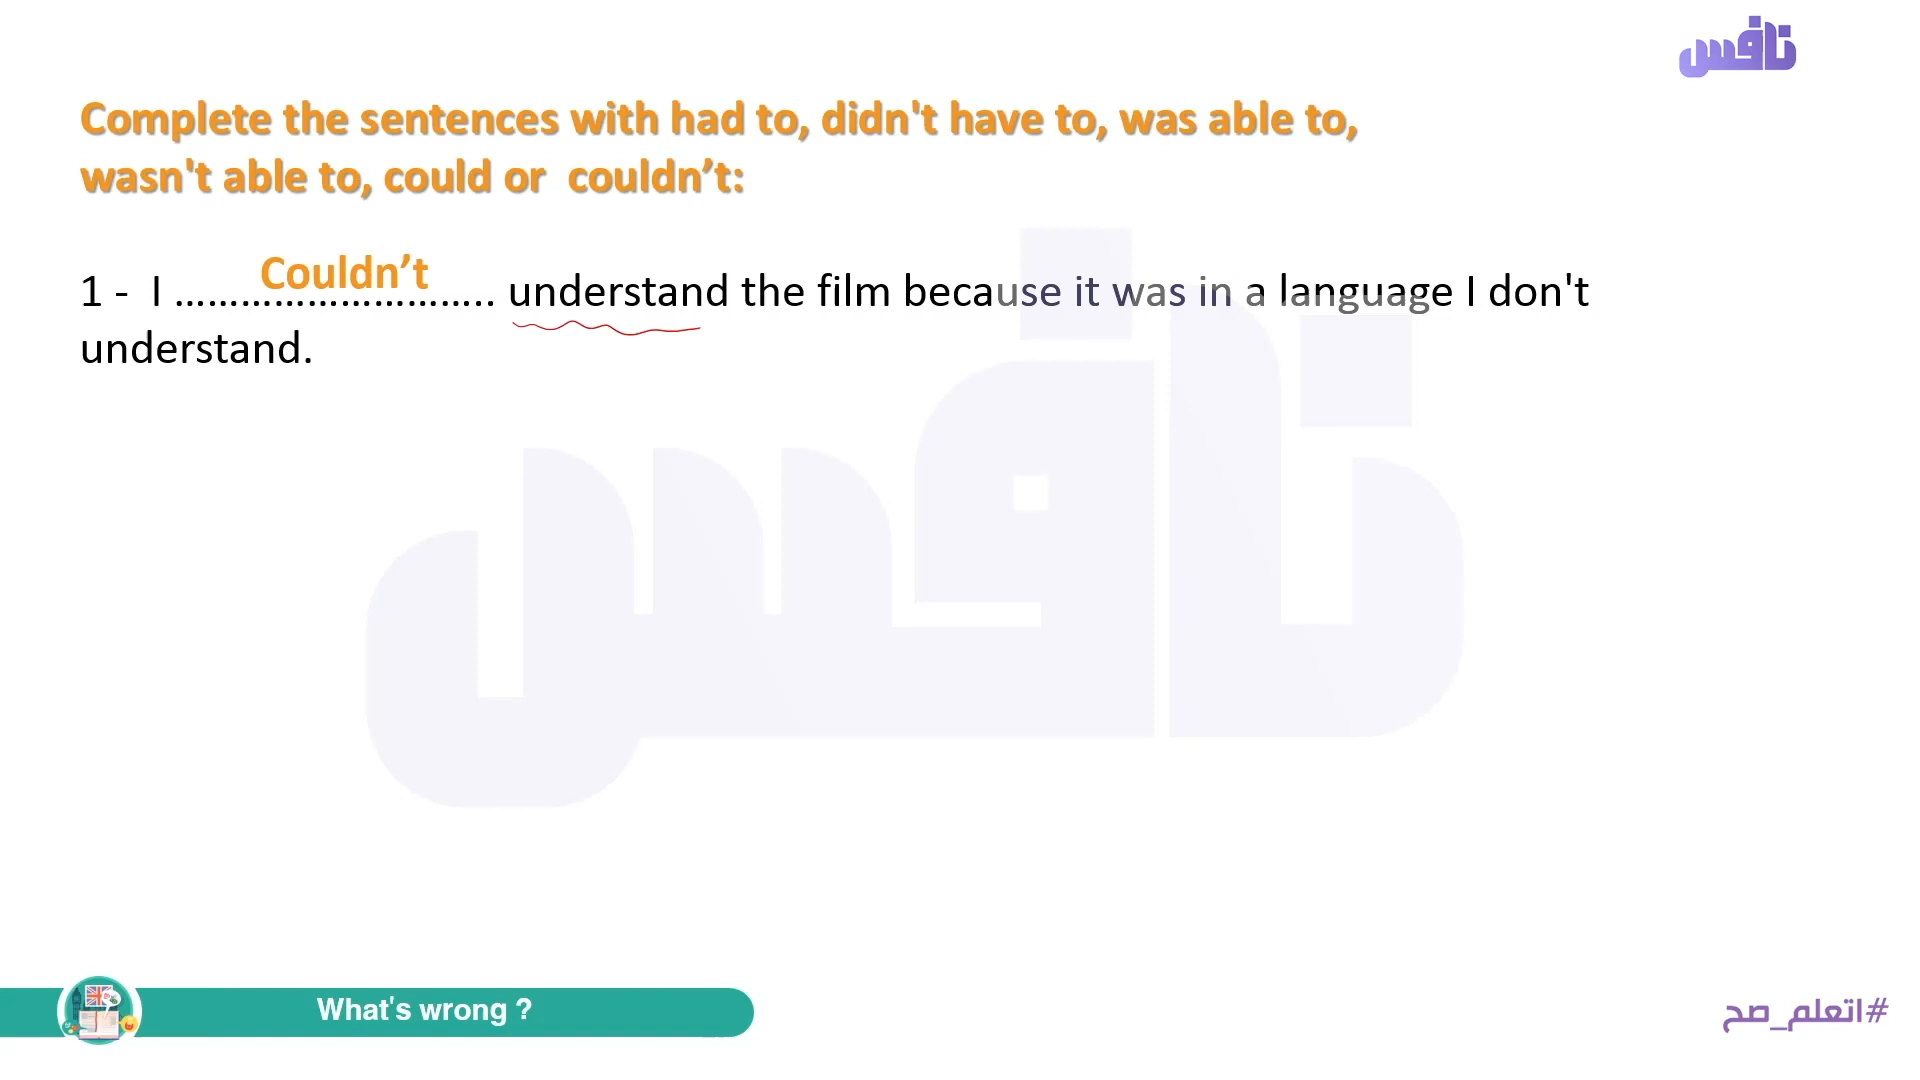 نافس
Complete the sentences with had to, didn't have to, was able to,
wasn't able to, could or couldn’t:
Couldn’t
1 - I ……………………….. understand the film because it was in a language I don't
understand.
What's wrong ?
#اتعلم_صح